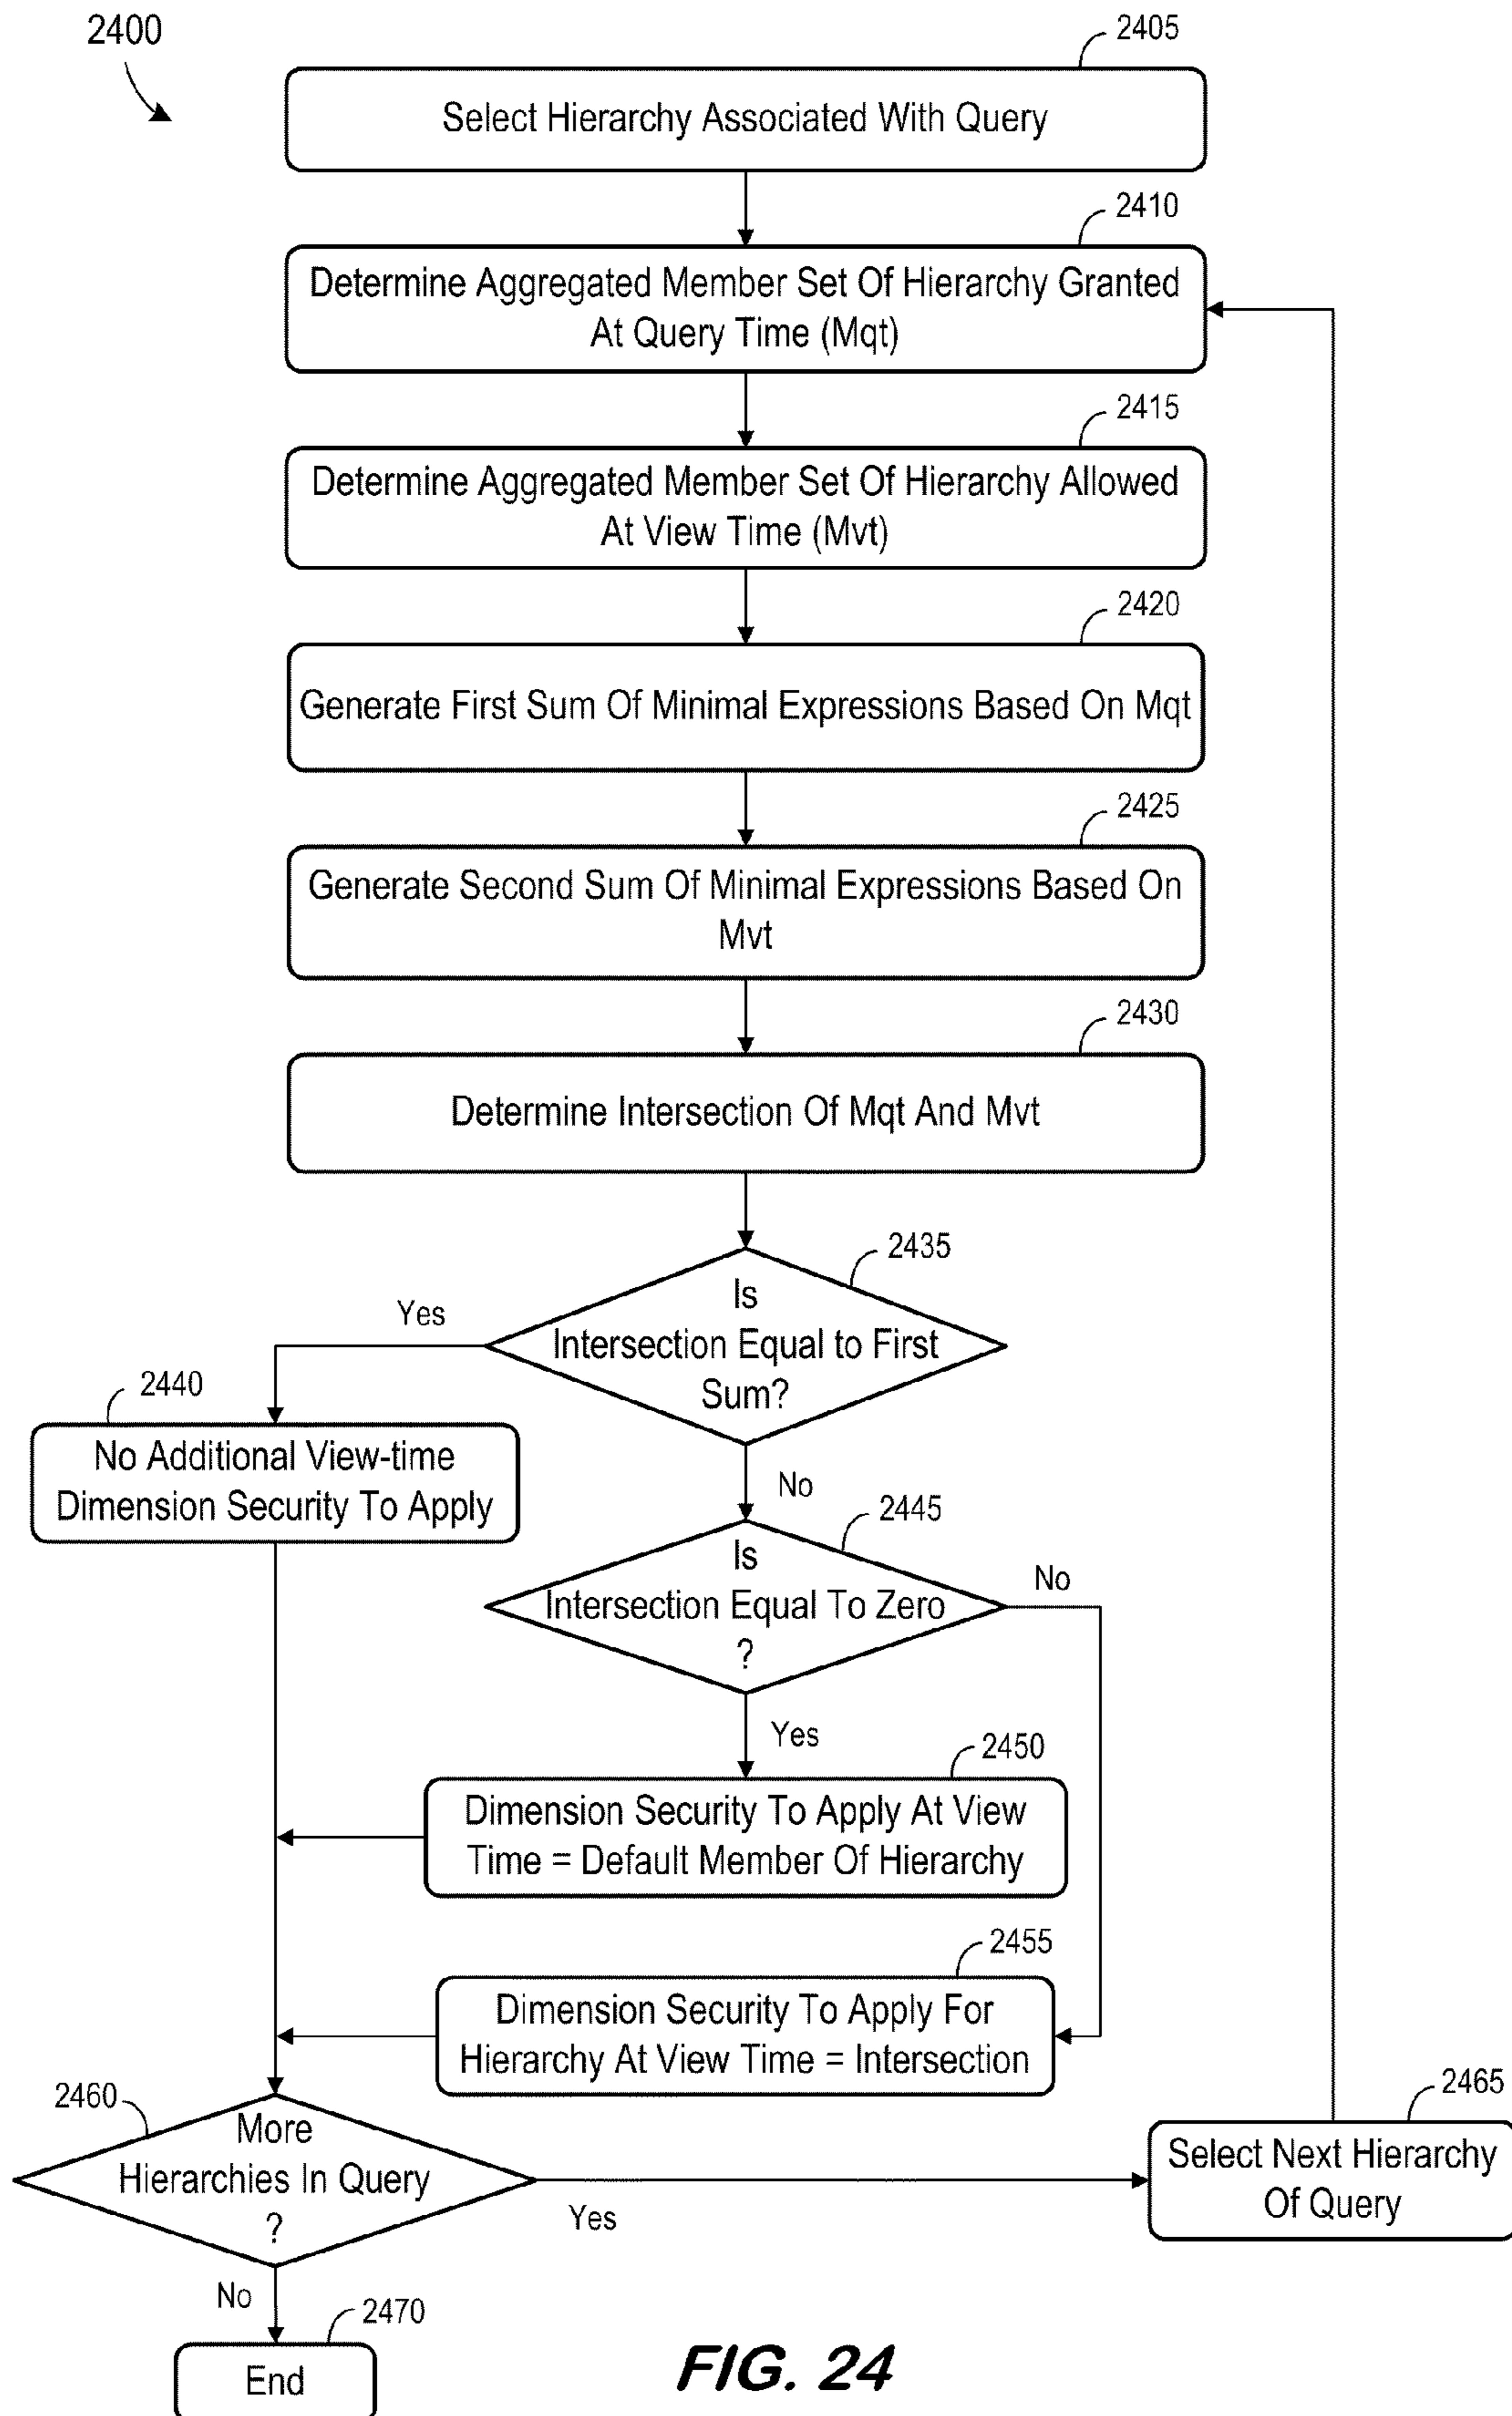 2400
2405
Select Hierarchy Associated With Query
2410
Determine Aggregated Member Set Of Hierarchy Granted
At Query Time (Mqt)
2415
Determine Aggregated Member Set Of Hierarchy Allowed
At View Time (Mvt)
2420
Generate First Sum Of Minimal Expressions Based On Mqt
2425
Generate Second Sum Of Minimal Expressions Based On
Mvt
2430
Determine Intersection Of Mqt And Mvt
2435
Is
Intersection Equal to First
Sum?
Yes
No
2440
No Additional View-time
Dimension Security To Apply
2445
Is
Intersection Equal To Zero
?
No
Yes
2450
Dimension Security To Apply At View
Time = Default Member Of Hierarchy
2455
Dimension Security To Apply For
Hierarchy At View Time = Intersection
2460
More
Hierarchies In Query
?
Yes
2465
Select Next Hierarchy
Of Query
No
2470
End
FIG. 24